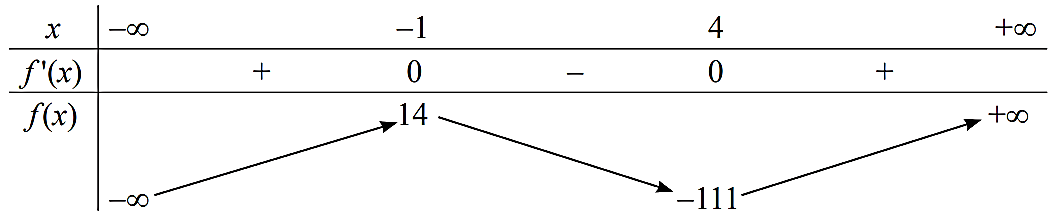 x –∞ –1 4 +∞
f'(x) + 0 – 0 +
f(x) 14 +∞
–∞ –111